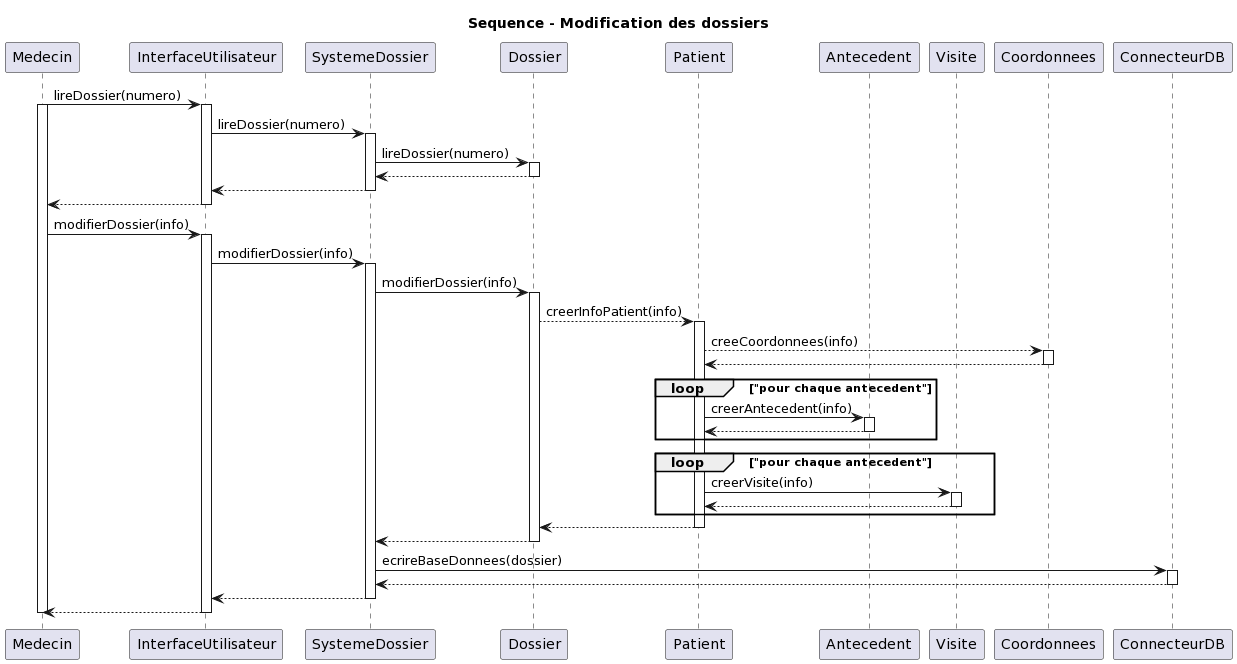 Sequence - Modification des dossiers
Medecin InterfaceUtilisateur SystemeDossier Dossier Patient Antecedent Visite Coordonnees ConnecteurDB
lireDossier(numero)
lireDossier(numero)
lireDossier(numero)
modifierDossier(info)
modifierDossier(info)
modifierDossier(info)
creerInfoPatient(info)
creeCoordonnees(info)
loop ["pour chaque antecedent"]
creerAntecedent(info)
loop ["pour chaque antecedent"]
creerVisite(info)
ecrireBaseDonnees(dossier)
Medecin InterfaceUtilisateur SystemeDossier Dossier Patient Antecedent Visite Coordonnees ConnecteurDB